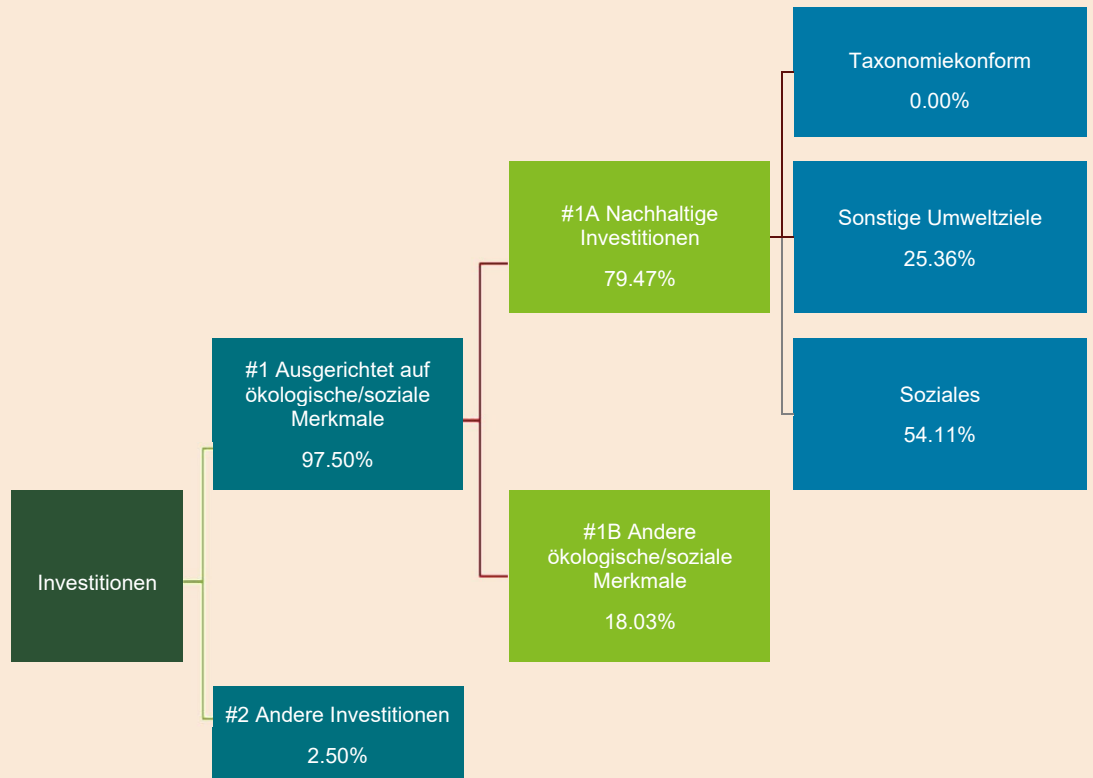 Taxonomiekonform
0.00%
#1A Nachhaltige
Investitionen
79.47%
Sonstige Umweltziele
25.36%
#1 Ausgerichtet auf
ökologische/soziale
Merkmale
97.50%
Soziales
54.11%
Investitionen
#1B Andere
ökologische/soziale
Merkmale
18.03%
#2 Andere Investitionen
2.50%